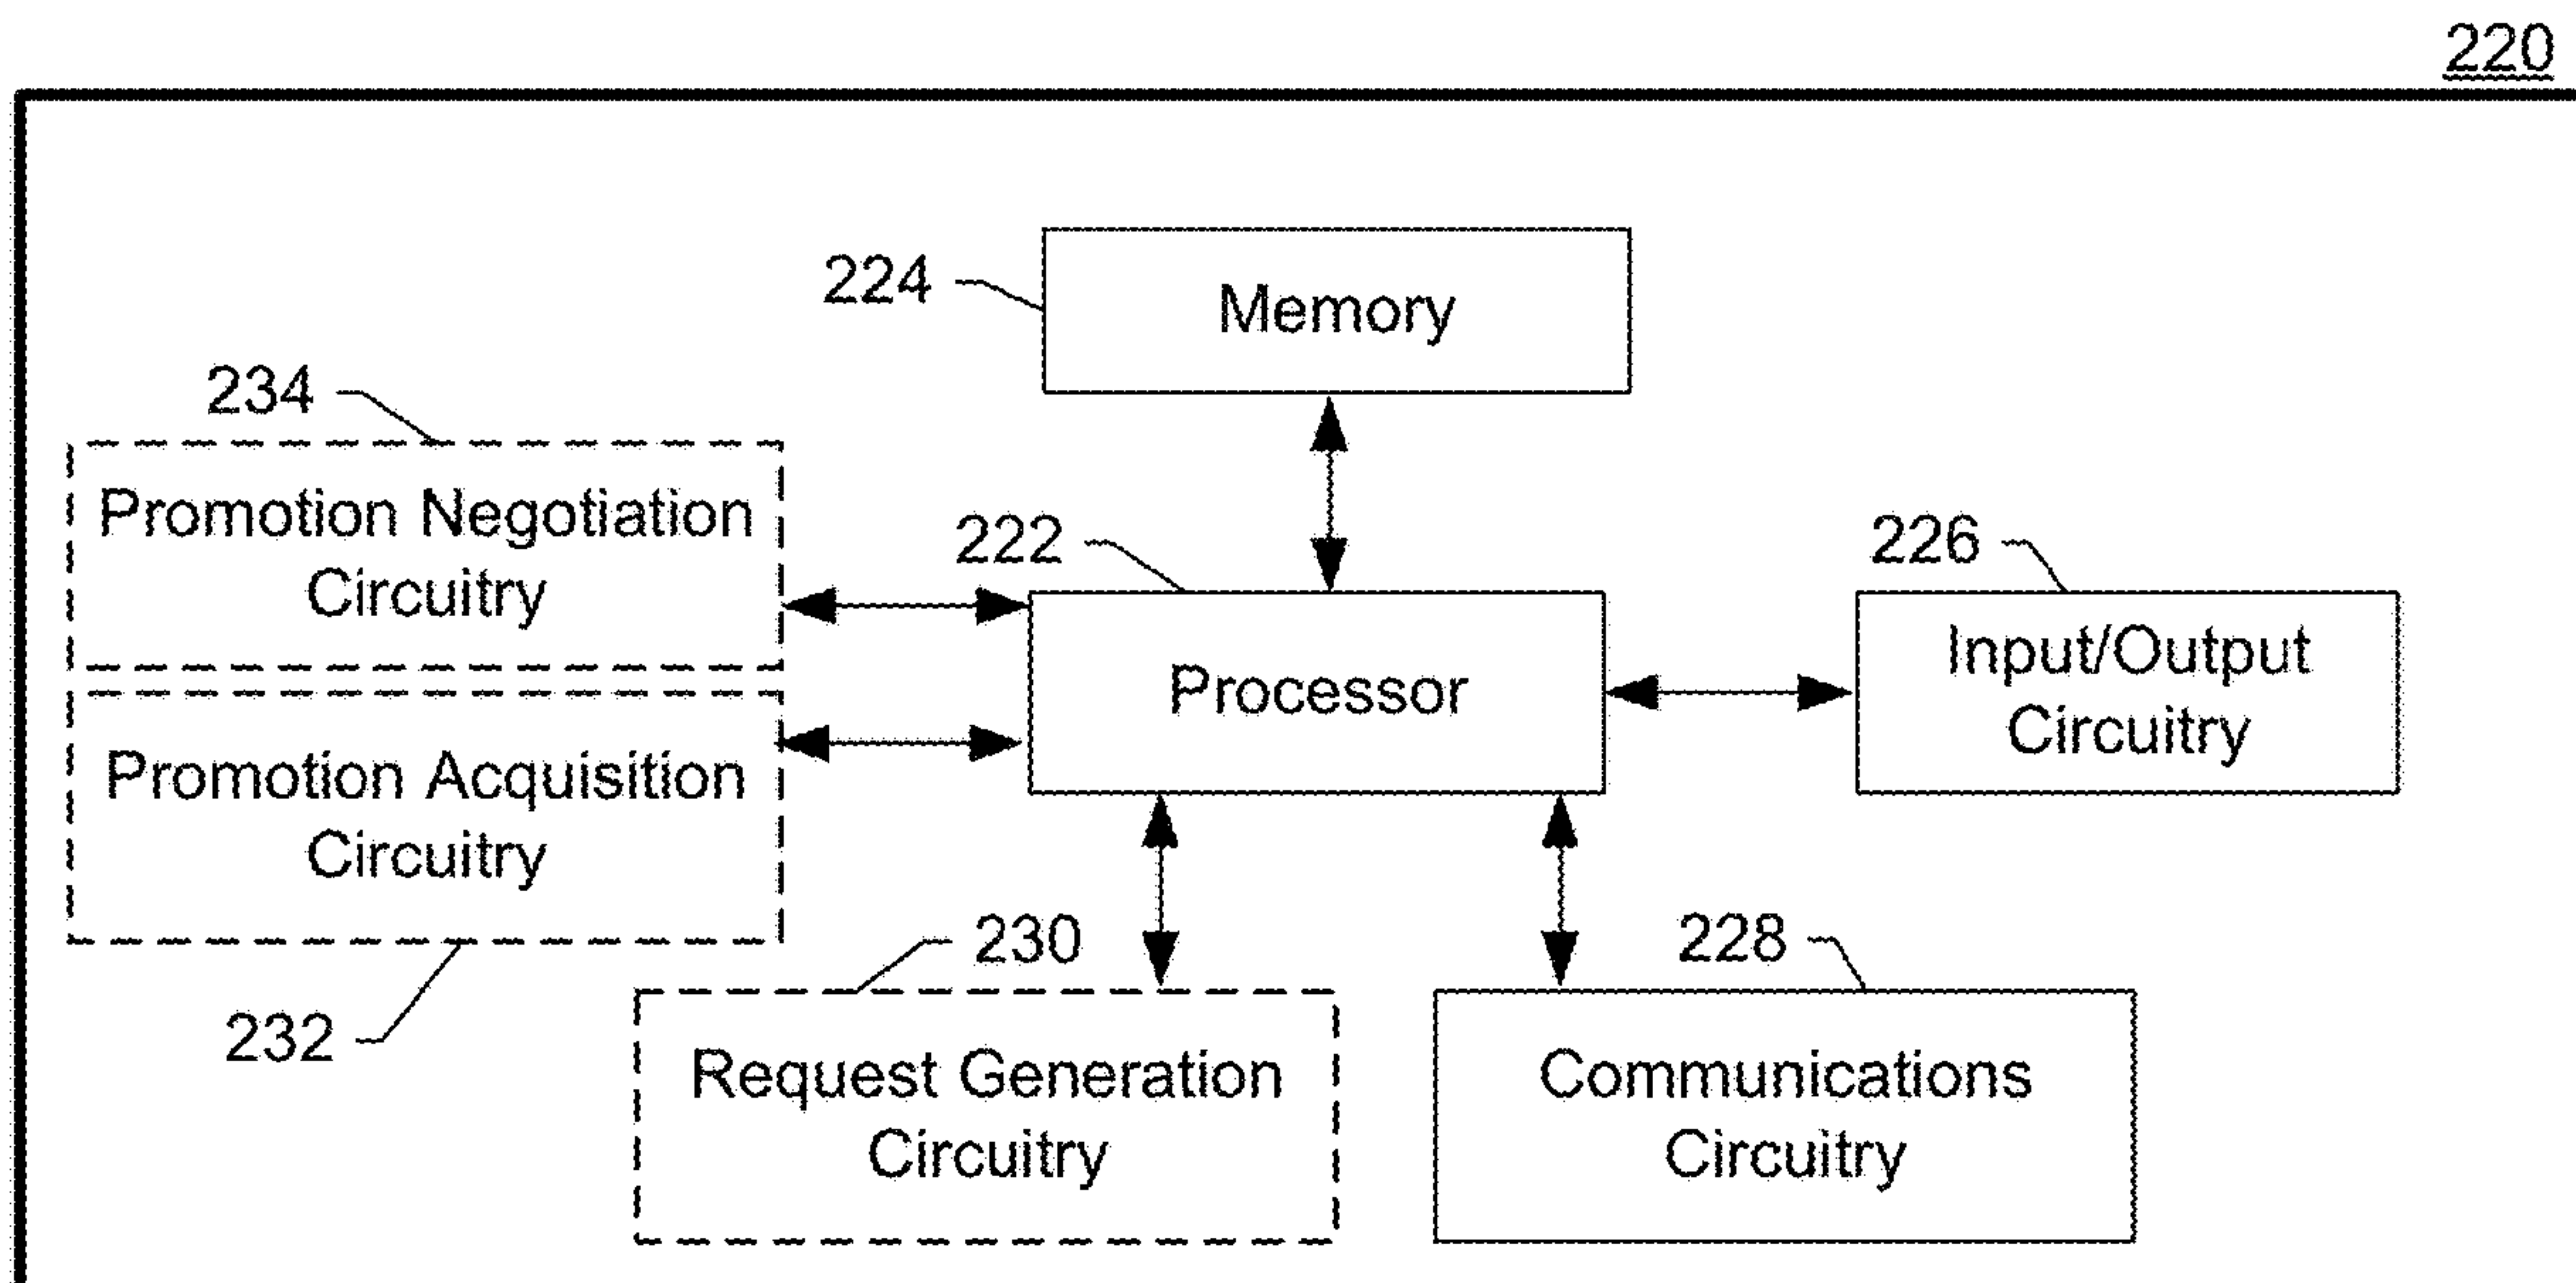 220
224
Memory
234
Promotion Negotiation
Circuitry
222
226
Processor
Input/Output
Circuitry
Promotion Acquisition
Circuitry
232
230
228
Request Generation
Circuitry
Communications
Circuitry